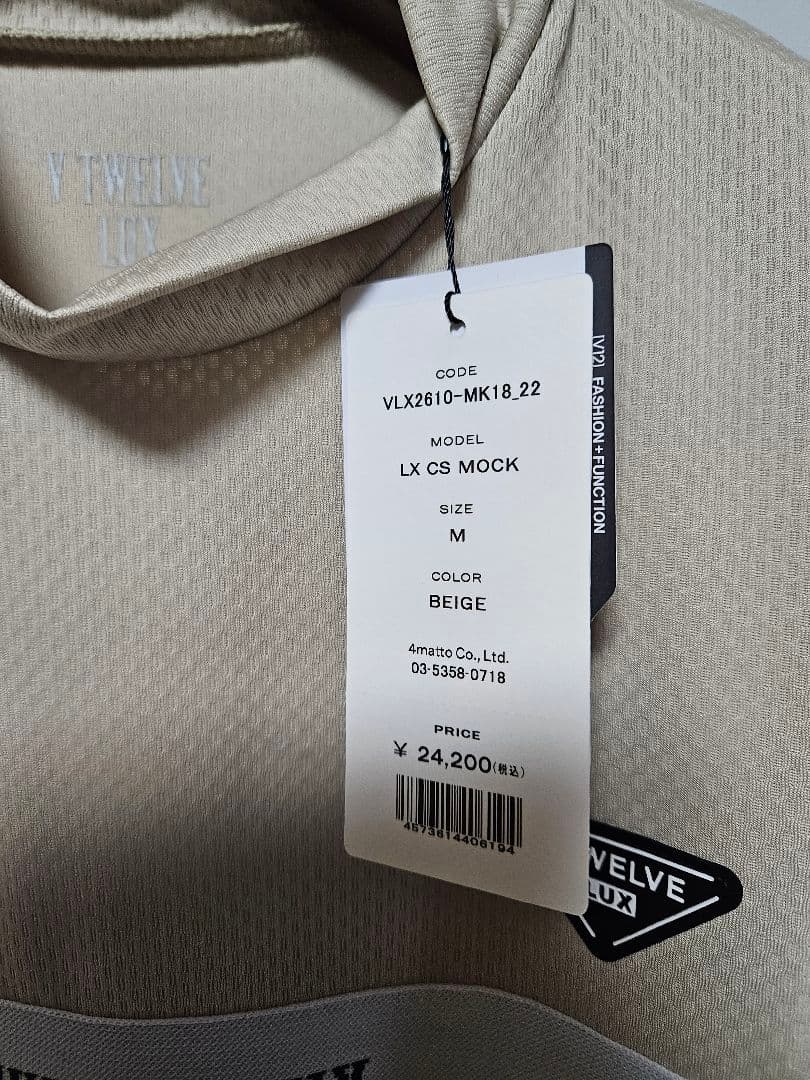 V TWELVE
LUX
CODE
VLX2610-MK18_22
MODEL
LX CS MOCK
SIZE
M
COLOR
BEIGE
4matto Co., Ltd.
03-5358-0718
PRICE
¥ 24,200(税込)
4573614406194
[V12] FASHION+FUNCTION
TWELVE
LUX